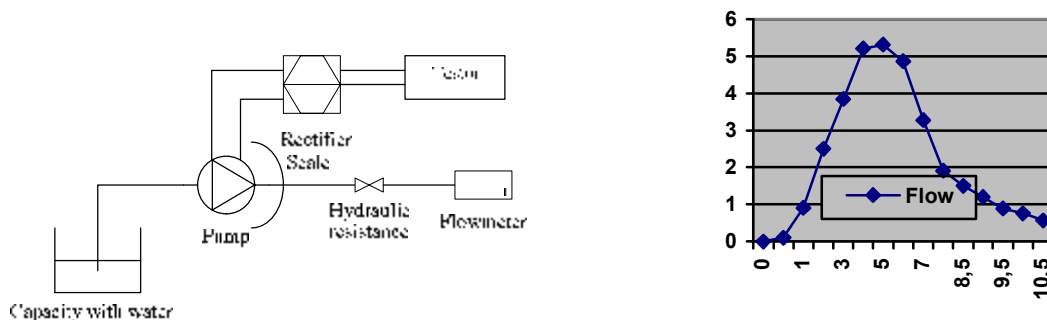 Rectifier
Scale
Hydraulic
resistance
Flowmeter
Pump
Capacity with water
6
5
4
3
2
1
0
Flow
0
1
3
5
7
8,5
9,5
10,5